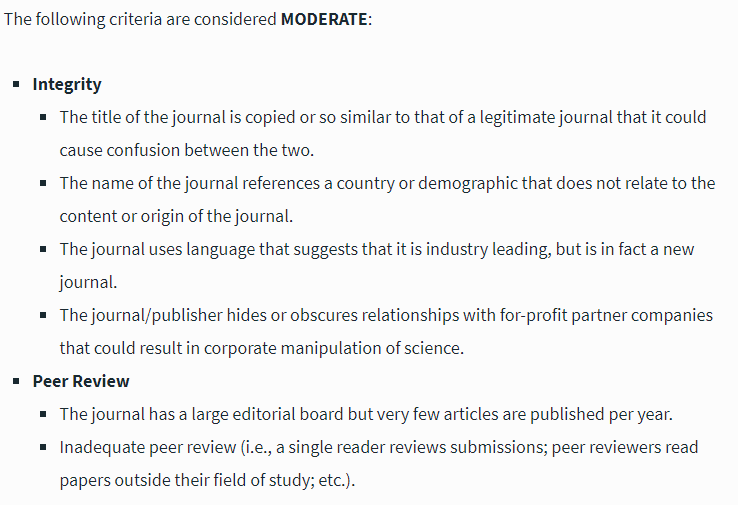 The following criteria are considered MODERATE:
Integrity
The title of the journal is copied or so similar to that of a legitimate journal that it could
cause confusion between the two.
The name of the journal references a country or demographic that does not relate to the
content or origin of the journal.
The journal uses language that suggests that it is industry leading, but is in fact a new
journal.
The journal/publisher hides or obscures relationships with for-profit partner companies
that could result in corporate manipulation of science.
Peer Review
The journal has a large editorial board but very few articles are published per year.
Inadequate peer review (i.e., a single reader reviews submissions; peer reviewers read
papers outside their field of study; etc.).